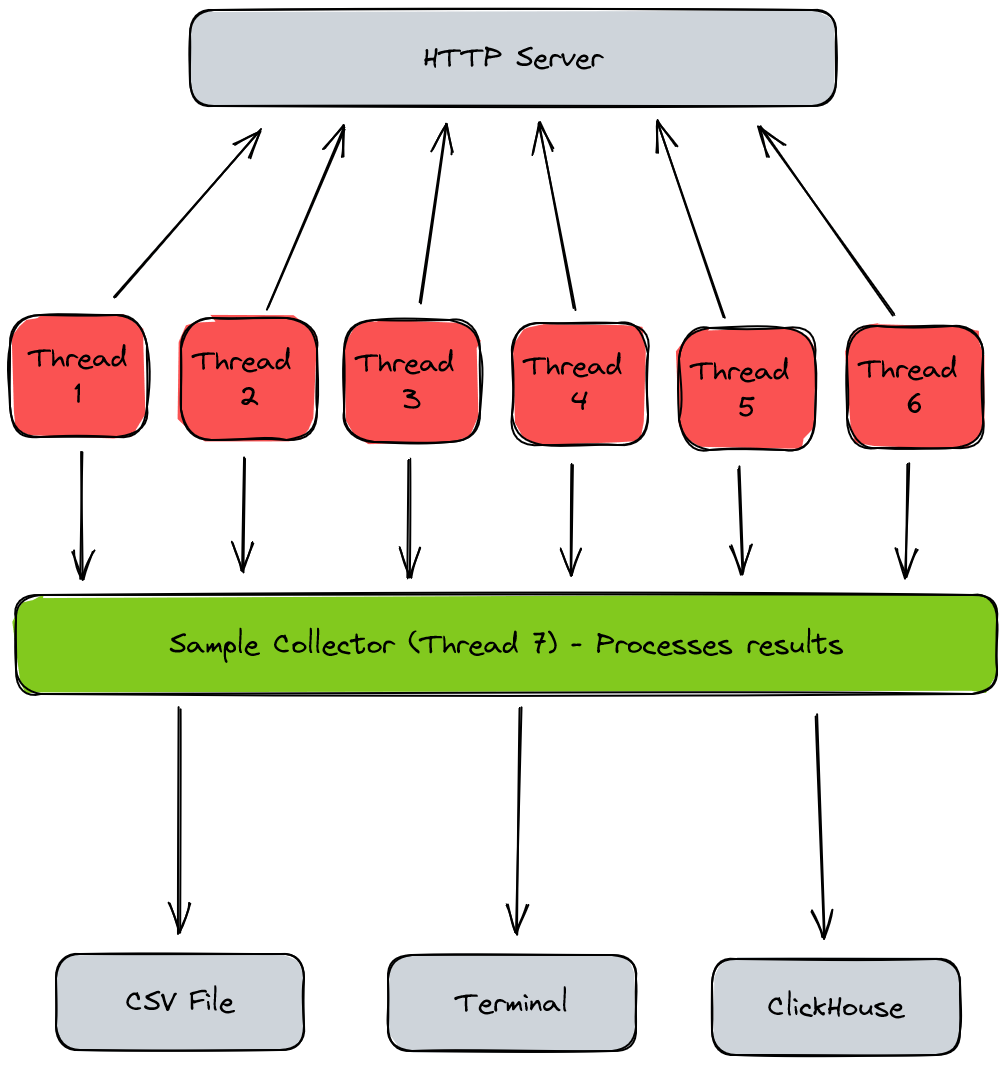 HTTP Server
Thread
1
Thread
2
Thread
3
Thread
4
Thread
5
Thread
6
Sample Collector (Thread 7) - Processes results
CSV File
Terminal
ClickHouse